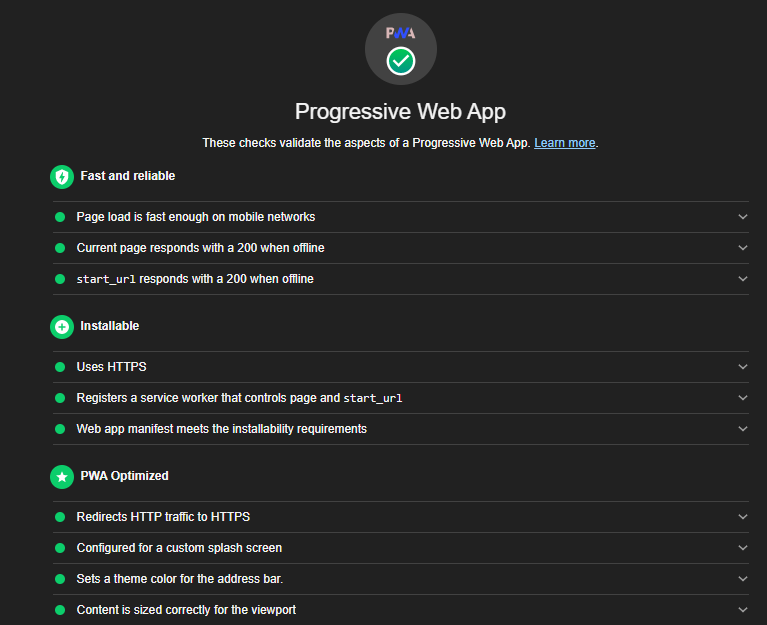 PWA
Progressive Web App
These checks validate the aspects of a Progressive Web App. Learn more.
Fast and reliable
Page load is fast enough on mobile networks
Current page responds with a 200 when offline
start_url responds with a 200 when offline
Installable
Uses HTTPS
Registers a service worker that controls page and start_url
Web app manifest meets the installability requirements
PWA Optimized
Redirects HTTP traffic to HTTPS
Configured for a custom splash screen
Sets a theme color for the address bar.
Content is sized correctly for the viewport